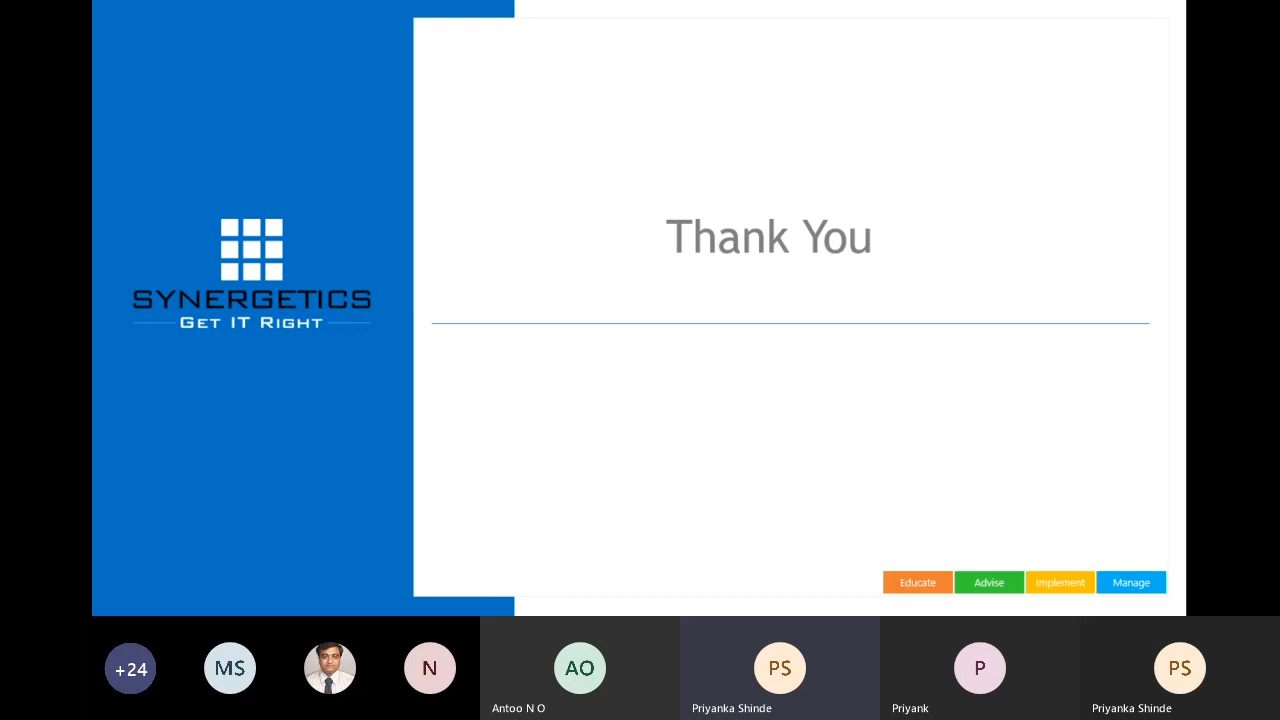 SYNERGETICS
GET IT RIGHT
Thank You
Educate
Advise
Implement
Manage
+24
MS
N
AO
Antoo N O
PS
Priyanka Shinde
P
Priyank
PS
Priyanka Shinde